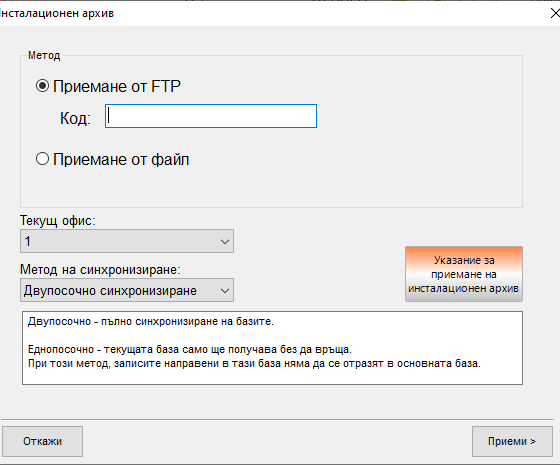 Инсталационен архив
Метод
Приемане от FTP
Код:
Приемане от файл
Текущ офис:
1
Метод на синхронизиране:
Двупосочно синхронизиране
Указание за
приемане на
инсталационен архив
Двупосочно - пълно синхронизиране на базите.
Еднопосочно - текущата база само ще получава без да връща.
При този метод, записите направени в тази база няма да се отразят в основната база.
Откажи
Приеми >